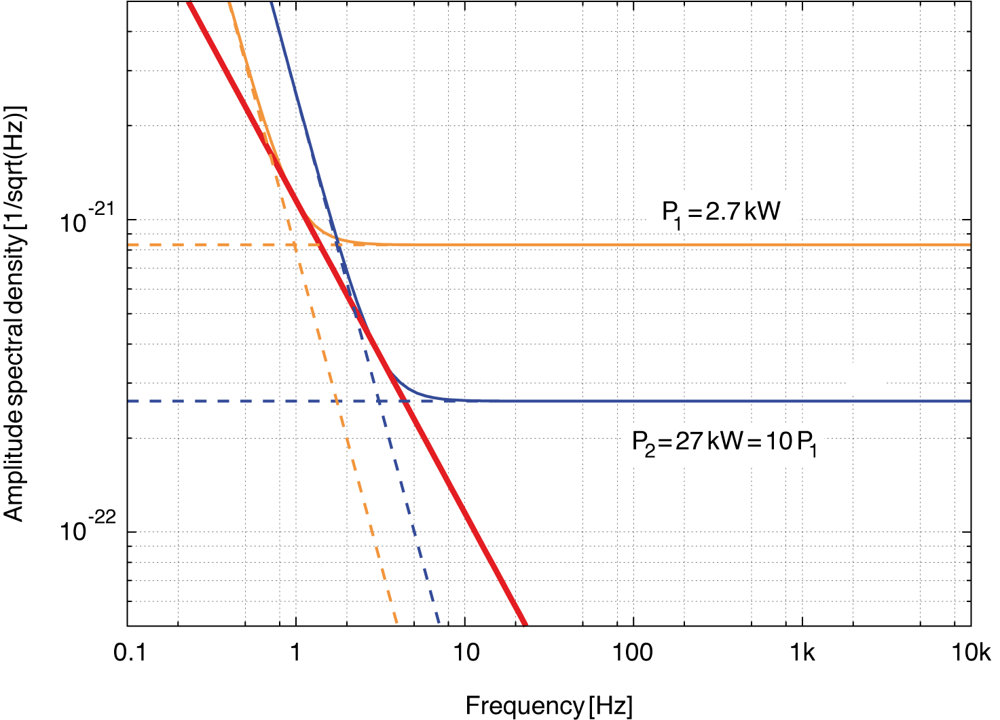 Amplitude spectral density [1/sqrt(Hz)]
10-21
10-22
P1 = 2.7 kW
P2 = 27 kW = 10 P1
0.1 1 10 100 1k 10k
Frequency [Hz]